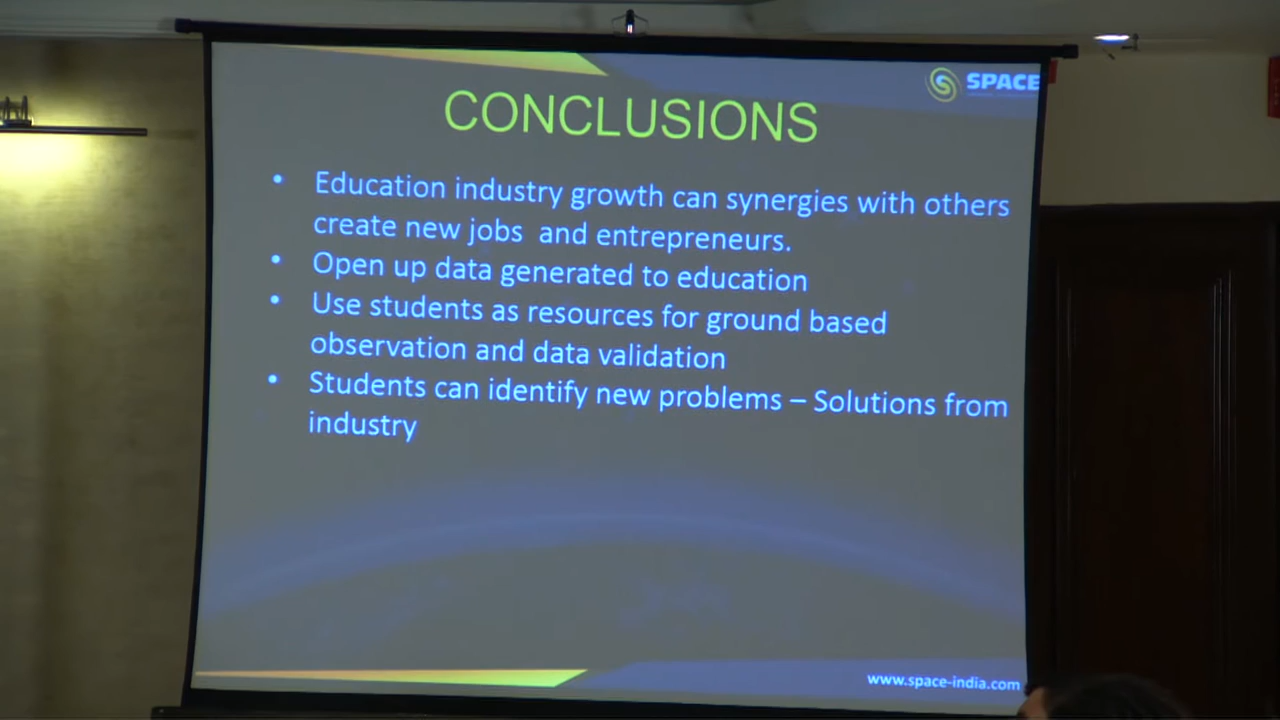 SPACE
CONCLUSIONS
• Education industry growth can synergies with others
create new jobs and entrepreneurs.
• Open up data generated to education
• Use students as resources for ground based
observation and data validation
• Students can identify new problems – Solutions from
industry
www.space-india.com